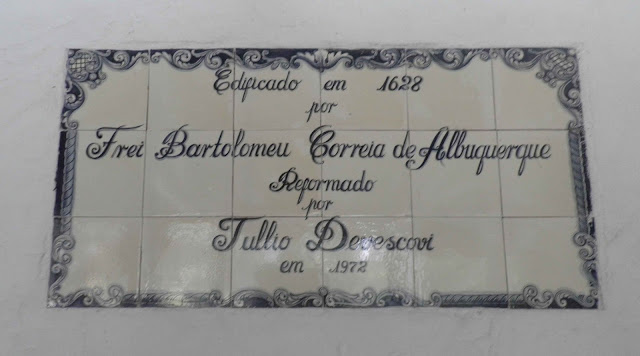 Edificado em 1628
por
Frei Bartolomeu Correia de Albuquerque
Reformado
por
Tullio Devescovi
em 1972